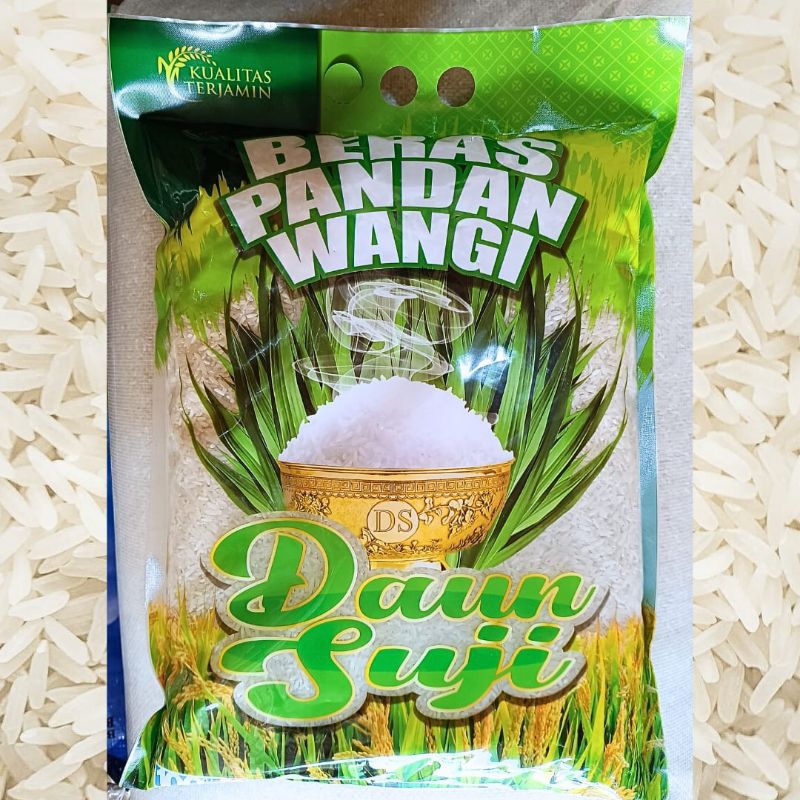 KUALITAS
TERJAMIN
BERAS
PANDAN
WANGI
DS
Daun
Suji